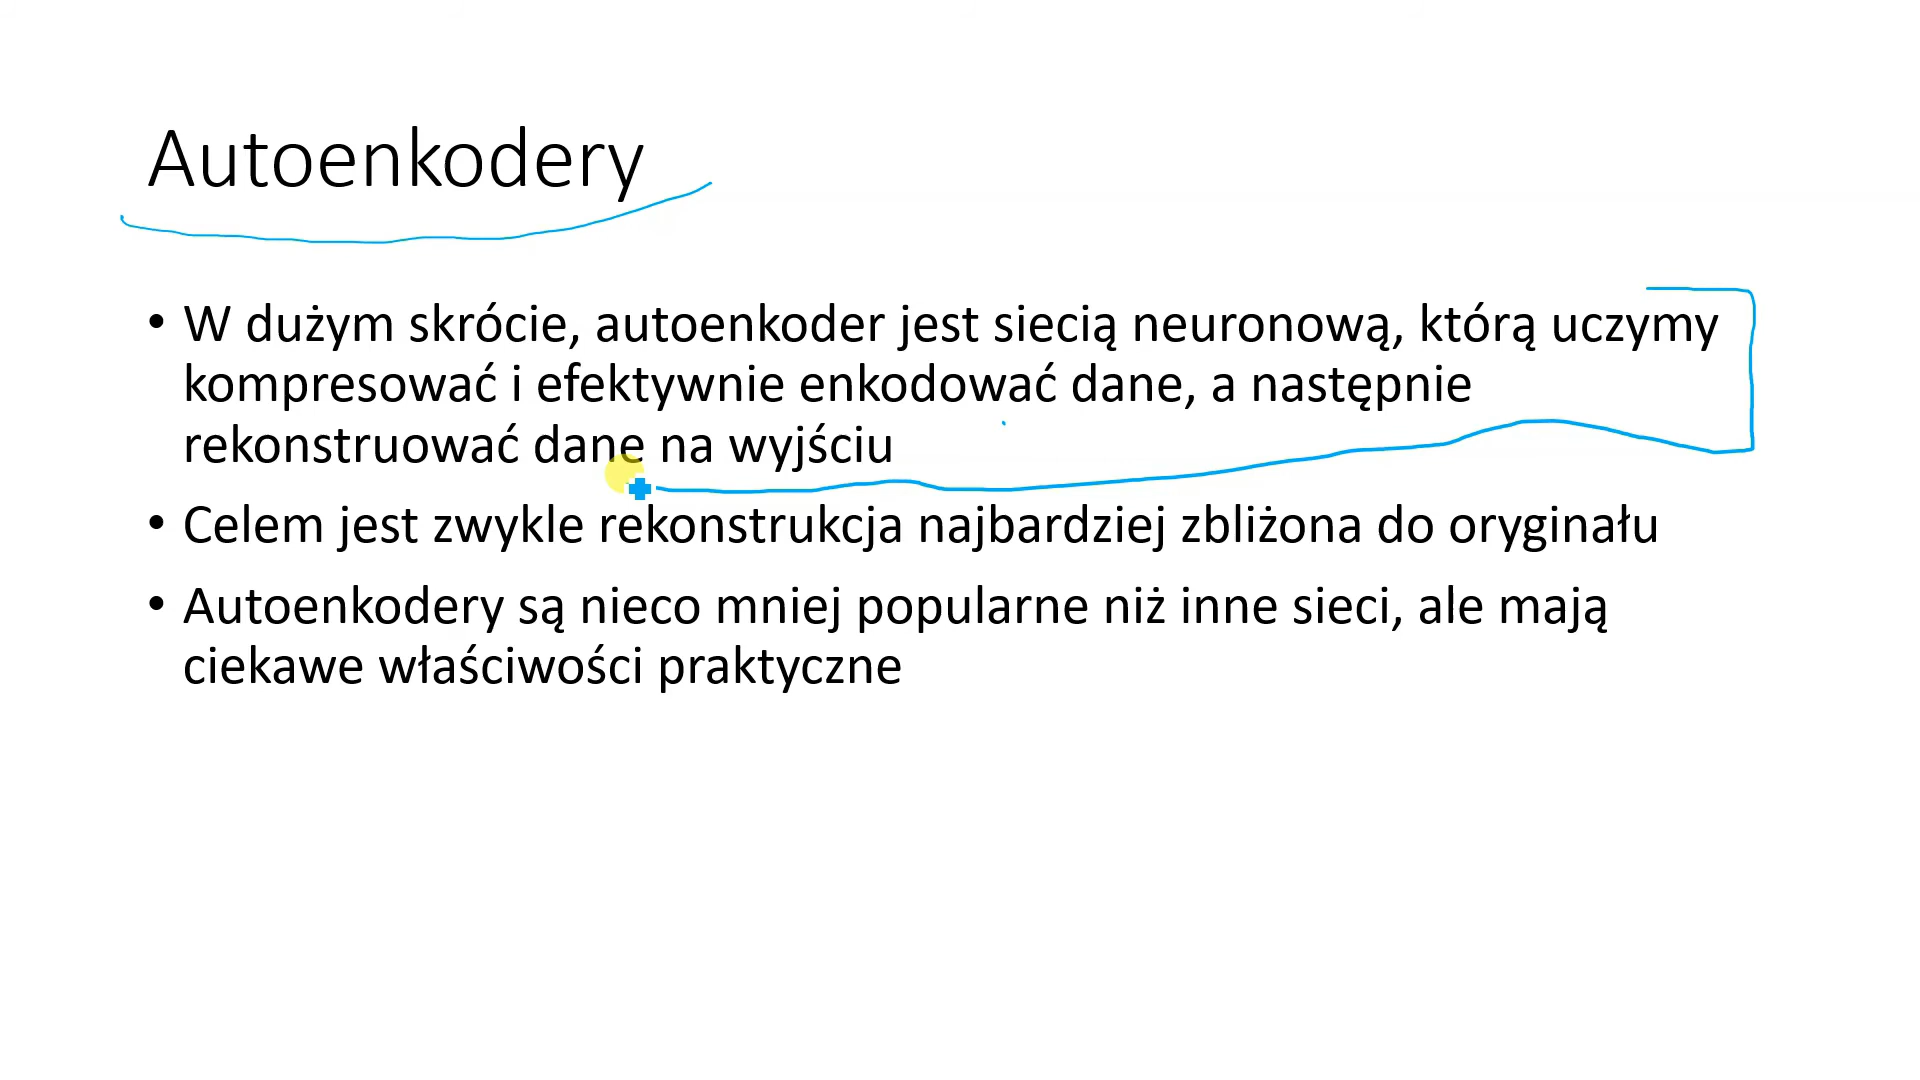 Autoenkodery
• W dużym skrócie, autoenkoder jest siecią neuronową, którą uczymy
kompresować i efektywnie enkodować dane, a następnie
rekonstruować dane na wyjściu
• Celem jest zwykle rekonstrukcja najbardziej zbliżona do oryginału
• Autoenkodery są nieco mniej popularne niż inne sieci, ale mają
ciekawe właściwości praktyczne